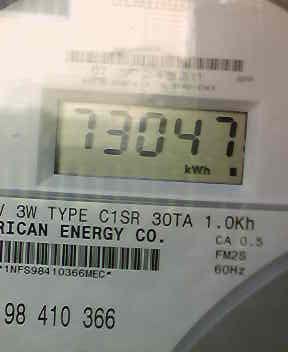 73047
kWh
V 3W TYPE C1SR 30TA 1.0Kh
RICAN ENERGY CO.
CA 0.5
FM2S
60Hz
*1NFS98410366MEC*
98 410 366